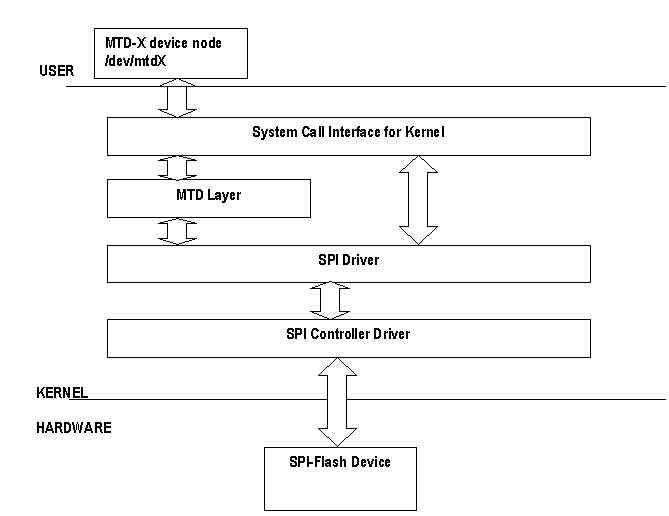 MTD-X device node
/dev/mtdX
USER
System Call Interface for Kernel
MTD Layer
SPI Driver
SPI Controller Driver
KERNEL
HARDWARE
SPI-Flash Device